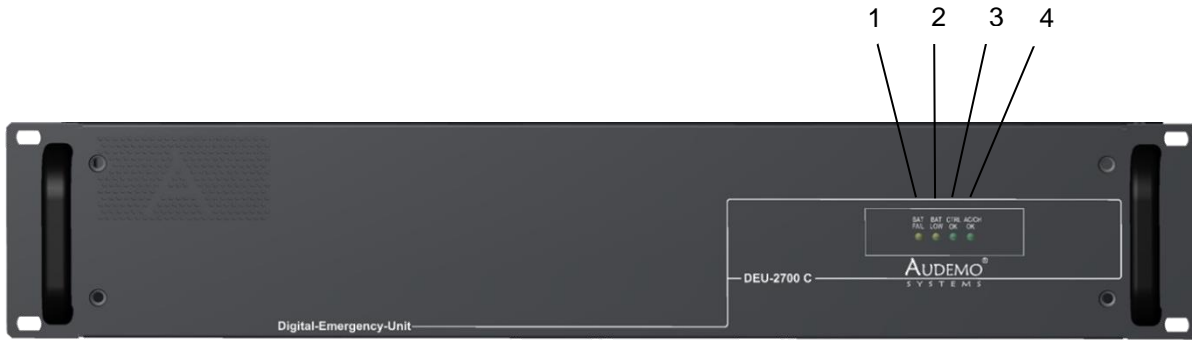 1 2 3 4
BAT FAIL
BAT LOW
CTRL OK
AC/CH OK
AUDEMO®
SYSTEMS
DEU-2700 C
Digital-Emergency-Unit